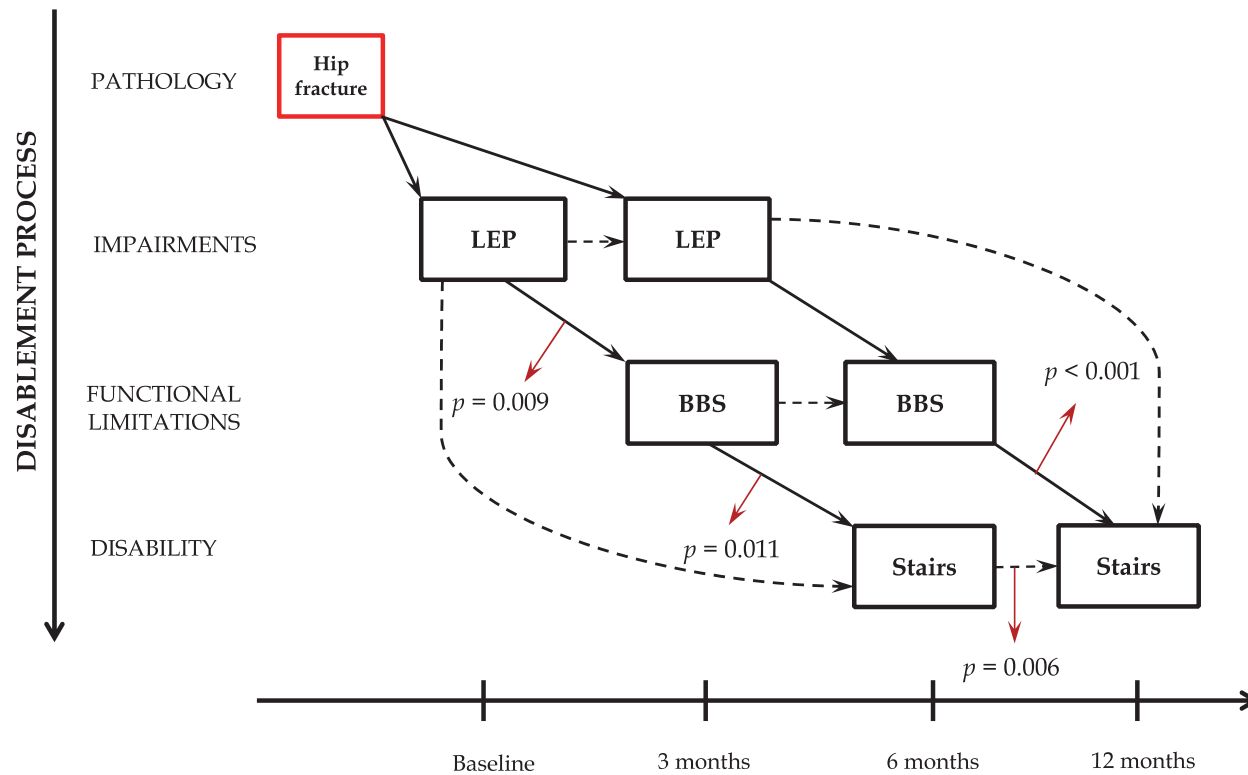 DISABLEMENT PROCESS
PATHOLOGY
Hip
fracture
IMPAIRMENTS
LEP
LEP
FUNCTIONAL
LIMITATIONS
p = 0.009
BBS
BBS
p < 0.001
DISABILITY
p = 0.011
Stairs
Stairs
p = 0.006
Baseline
3 months
6 months
12 months